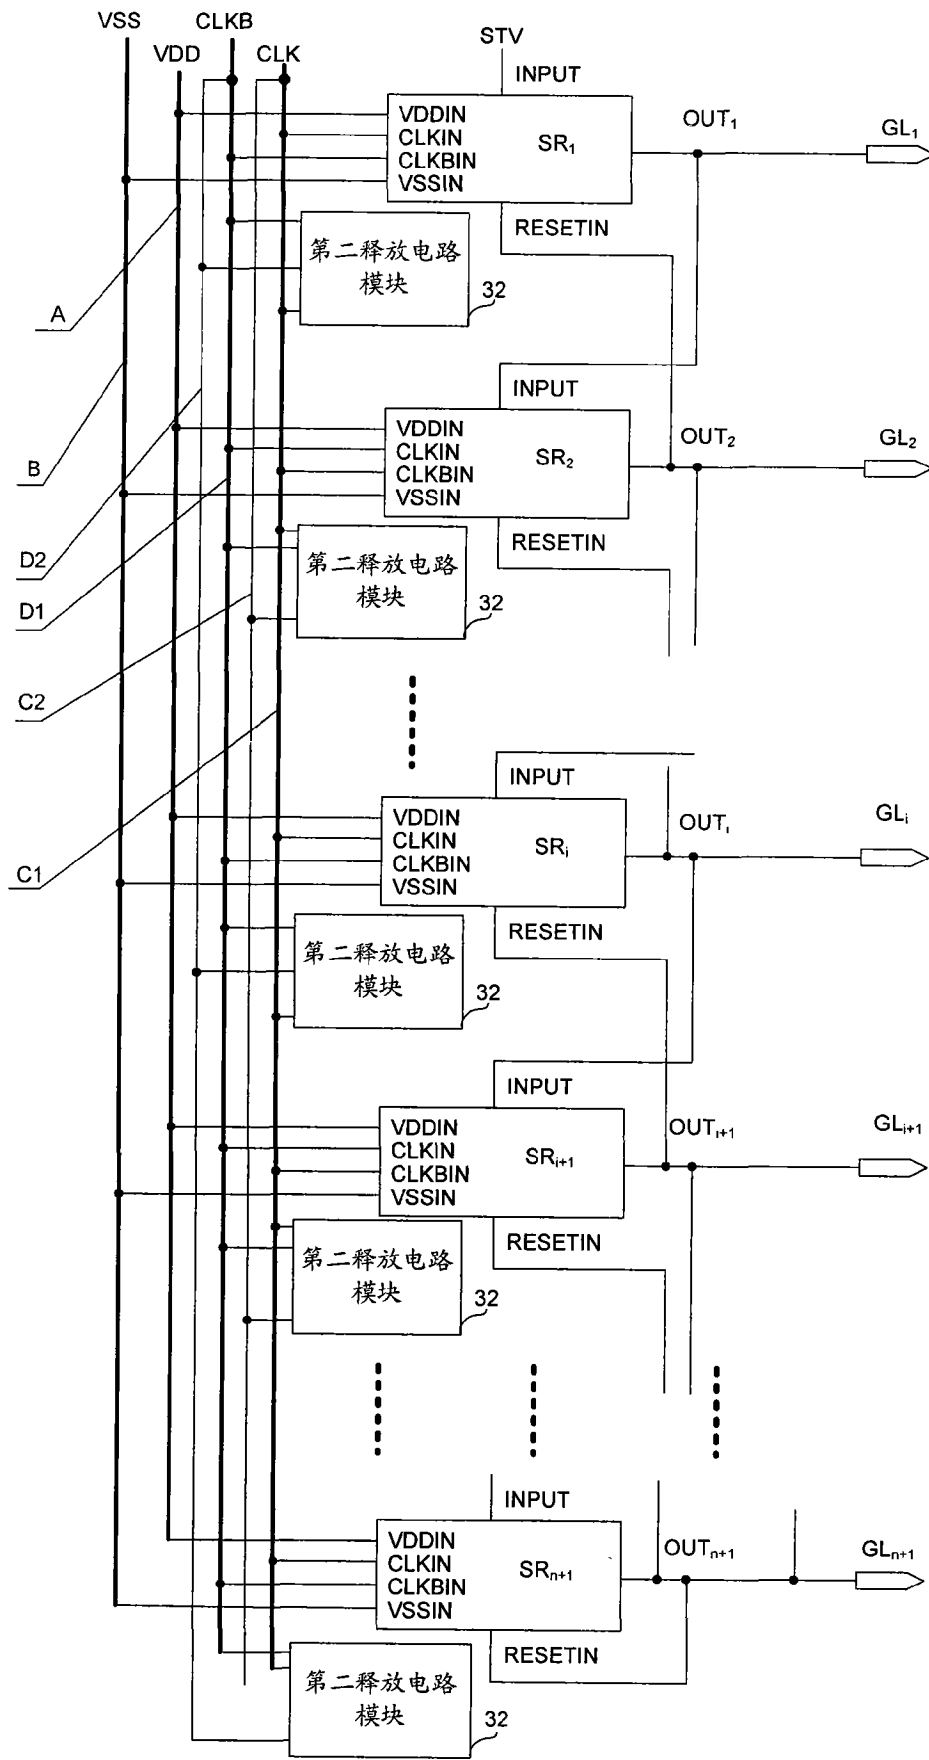 VSS
CLKB
VDD
CLK
STV
INPUT
VDDIN
CLKIN
CLKBIN
VSSIN
SR₁
OUT₁
GL₁
RESETIN
第二释放电路
模块
32
A
INPUT
VDDIN
CLKIN
CLKBIN
VSSIN
SR₂
OUT₂
GL₂
B
RESETIN
第二释放电路
模块
32
D2
D1
C2
INPUT
VDDIN
CLKIN
CLKBIN
VSSIN
SRᵢ
OUTᵢ
GLᵢ
C1
RESETIN
第二释放电路
模块
32
INPUT
VDDIN
CLKIN
CLKBIN
VSSIN
SRᵢ₊₁
OUTᵢ₊₁
GLᵢ₊₁
RESETIN
第二释放电路
模块
32
INPUT
VDDIN
CLKIN
CLKBIN
VSSIN
SRₙ₊₁
OUTₙ₊₁
GLₙ₊₁
RESETIN
第二释放电路
模块
32